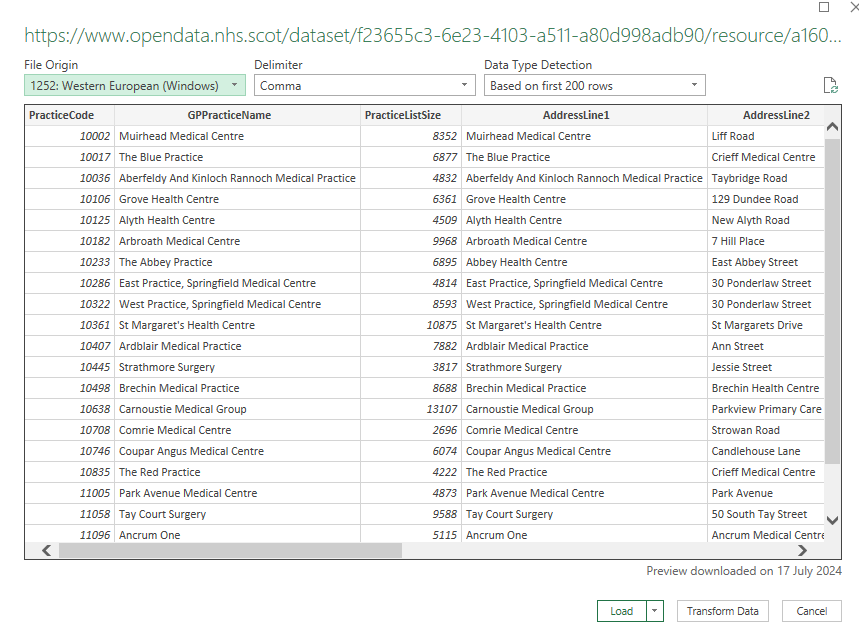 https://www.opendata.nhs.scot/dataset/f23655c3-6e23-4103-a511-a80d998adb90/resource/a160...
File Origin Delimiter Data Type Detection
1252: Western European (Windows) Comma Based on first 200 rows
PracticeCode GPPracticeName PracticeListSize AddressLine1 AddressLine2
10002 Muirhead Medical Centre 8352 Muirhead Medical Centre Liff Road
10017 The Blue Practice 6877 The Blue Practice Crieff Medical Centre
10036 Aberfeldy And Kinloch Rannoch Medical Practice 4832 Aberfeldy And Kinloch Rannoch Medical Practice Taybridge Road
10106 Grove Health Centre 6361 Grove Health Centre 129 Dundee Road
10125 Alyth Health Centre 4509 Alyth Health Centre New Alyth Road
10182 Arbroath Medical Centre 9968 Arbroath Medical Centre 7 Hill Place
10233 The Abbey Practice 6895 Abbey Health Centre East Abbey Street
10286 East Practice, Springfield Medical Centre 4814 East Practice, Springfield Medical Centre 30 Ponderlaw Street
10322 West Practice, Springfield Medical Centre 8593 West Practice, Springfield Medical Centre 30 Ponderlaw Street
10361 St Margaret's Health Centre 10875 St Margaret's Health Centre St Margarets Drive
10407 Ardblair Medical Practice 7882 Ardblair Medical Practice Ann Street
10445 Strathmore Surgery 3817 Strathmore Surgery Jessie Street
10498 Brechin Medical Practice 8688 Brechin Medical Practice Brechin Health Centre
10638 Carnoustie Medical Group 13107 Carnoustie Medical Group Parkview Primary Care
10708 Comrie Medical Centre 2696 Comrie Medical Centre Strowan Road
10746 Coupar Angus Medical Centre 6074 Coupar Angus Medical Centre Candlehouse Lane
10835 The Red Practice 4222 The Red Practice Crieff Medical Centre
11005 Park Avenue Medical Centre 4873 Park Avenue Medical Centre Park Avenue
11058 Tay Court Surgery 9588 Tay Court Surgery 50 South Tay Street
11096 Ancrum One 5115 Ancrum One Ancrum Medical Centre
Preview downloaded on 17 July 2024
Load Transform Data Cancel